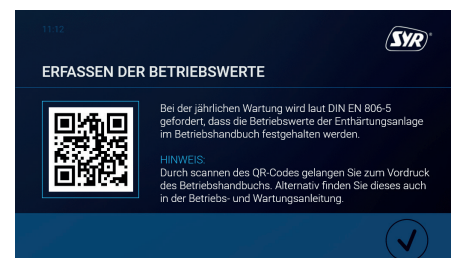 11:12
SYR
ERFASSEN DER BETRIEBSWERTE
Bei der jährlichen Wartung wird laut DIN EN 806-5
gefordert, dass die Betriebswerte der Enthärtungsanlage
im Betriebshandbuch festgehalten werden.
HINWEIS:
Durch scannen des QR-Codes gelangen Sie zum Vordruck
des Betriebshandbuchs. Alternativ finden Sie dieses auch
in der Betriebs- und Wartungsanleitung.